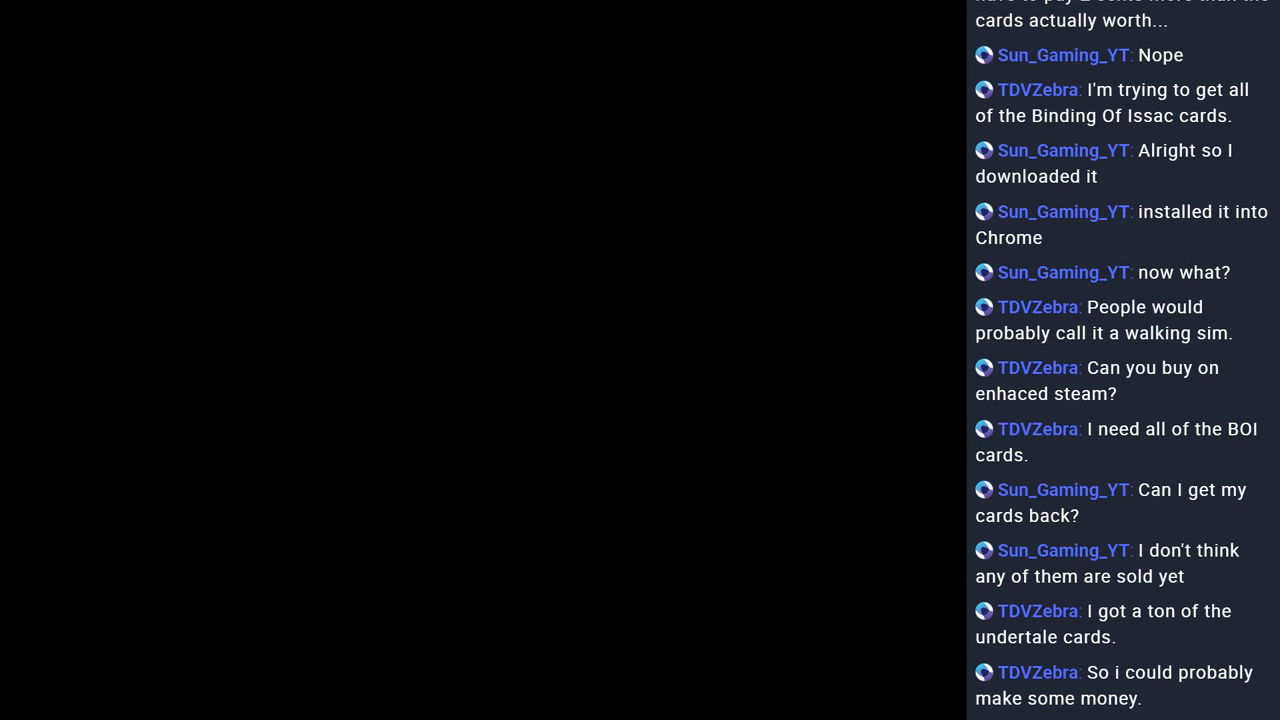 cards actually worth...
Sun_Gaming_YT: Nope
TDVZebra: I'm trying to get all
of the Binding Of Issac cards.
Sun_Gaming_YT: Alright so I
downloaded it
Sun_Gaming_YT: installed it into
Chrome
Sun_Gaming_YT: now what?
TDVZebra: People would
probably call it a walking sim.
TDVZebra: Can you buy on
enhaced steam?
TDVZebra: I need all of the BOI
cards.
Sun_Gaming_YT: Can I get my
cards back?
Sun_Gaming_YT: I don't think
any of them are sold yet
TDVZebra: I got a ton of the
undertale cards.
TDVZebra: So i could probably
make some money.